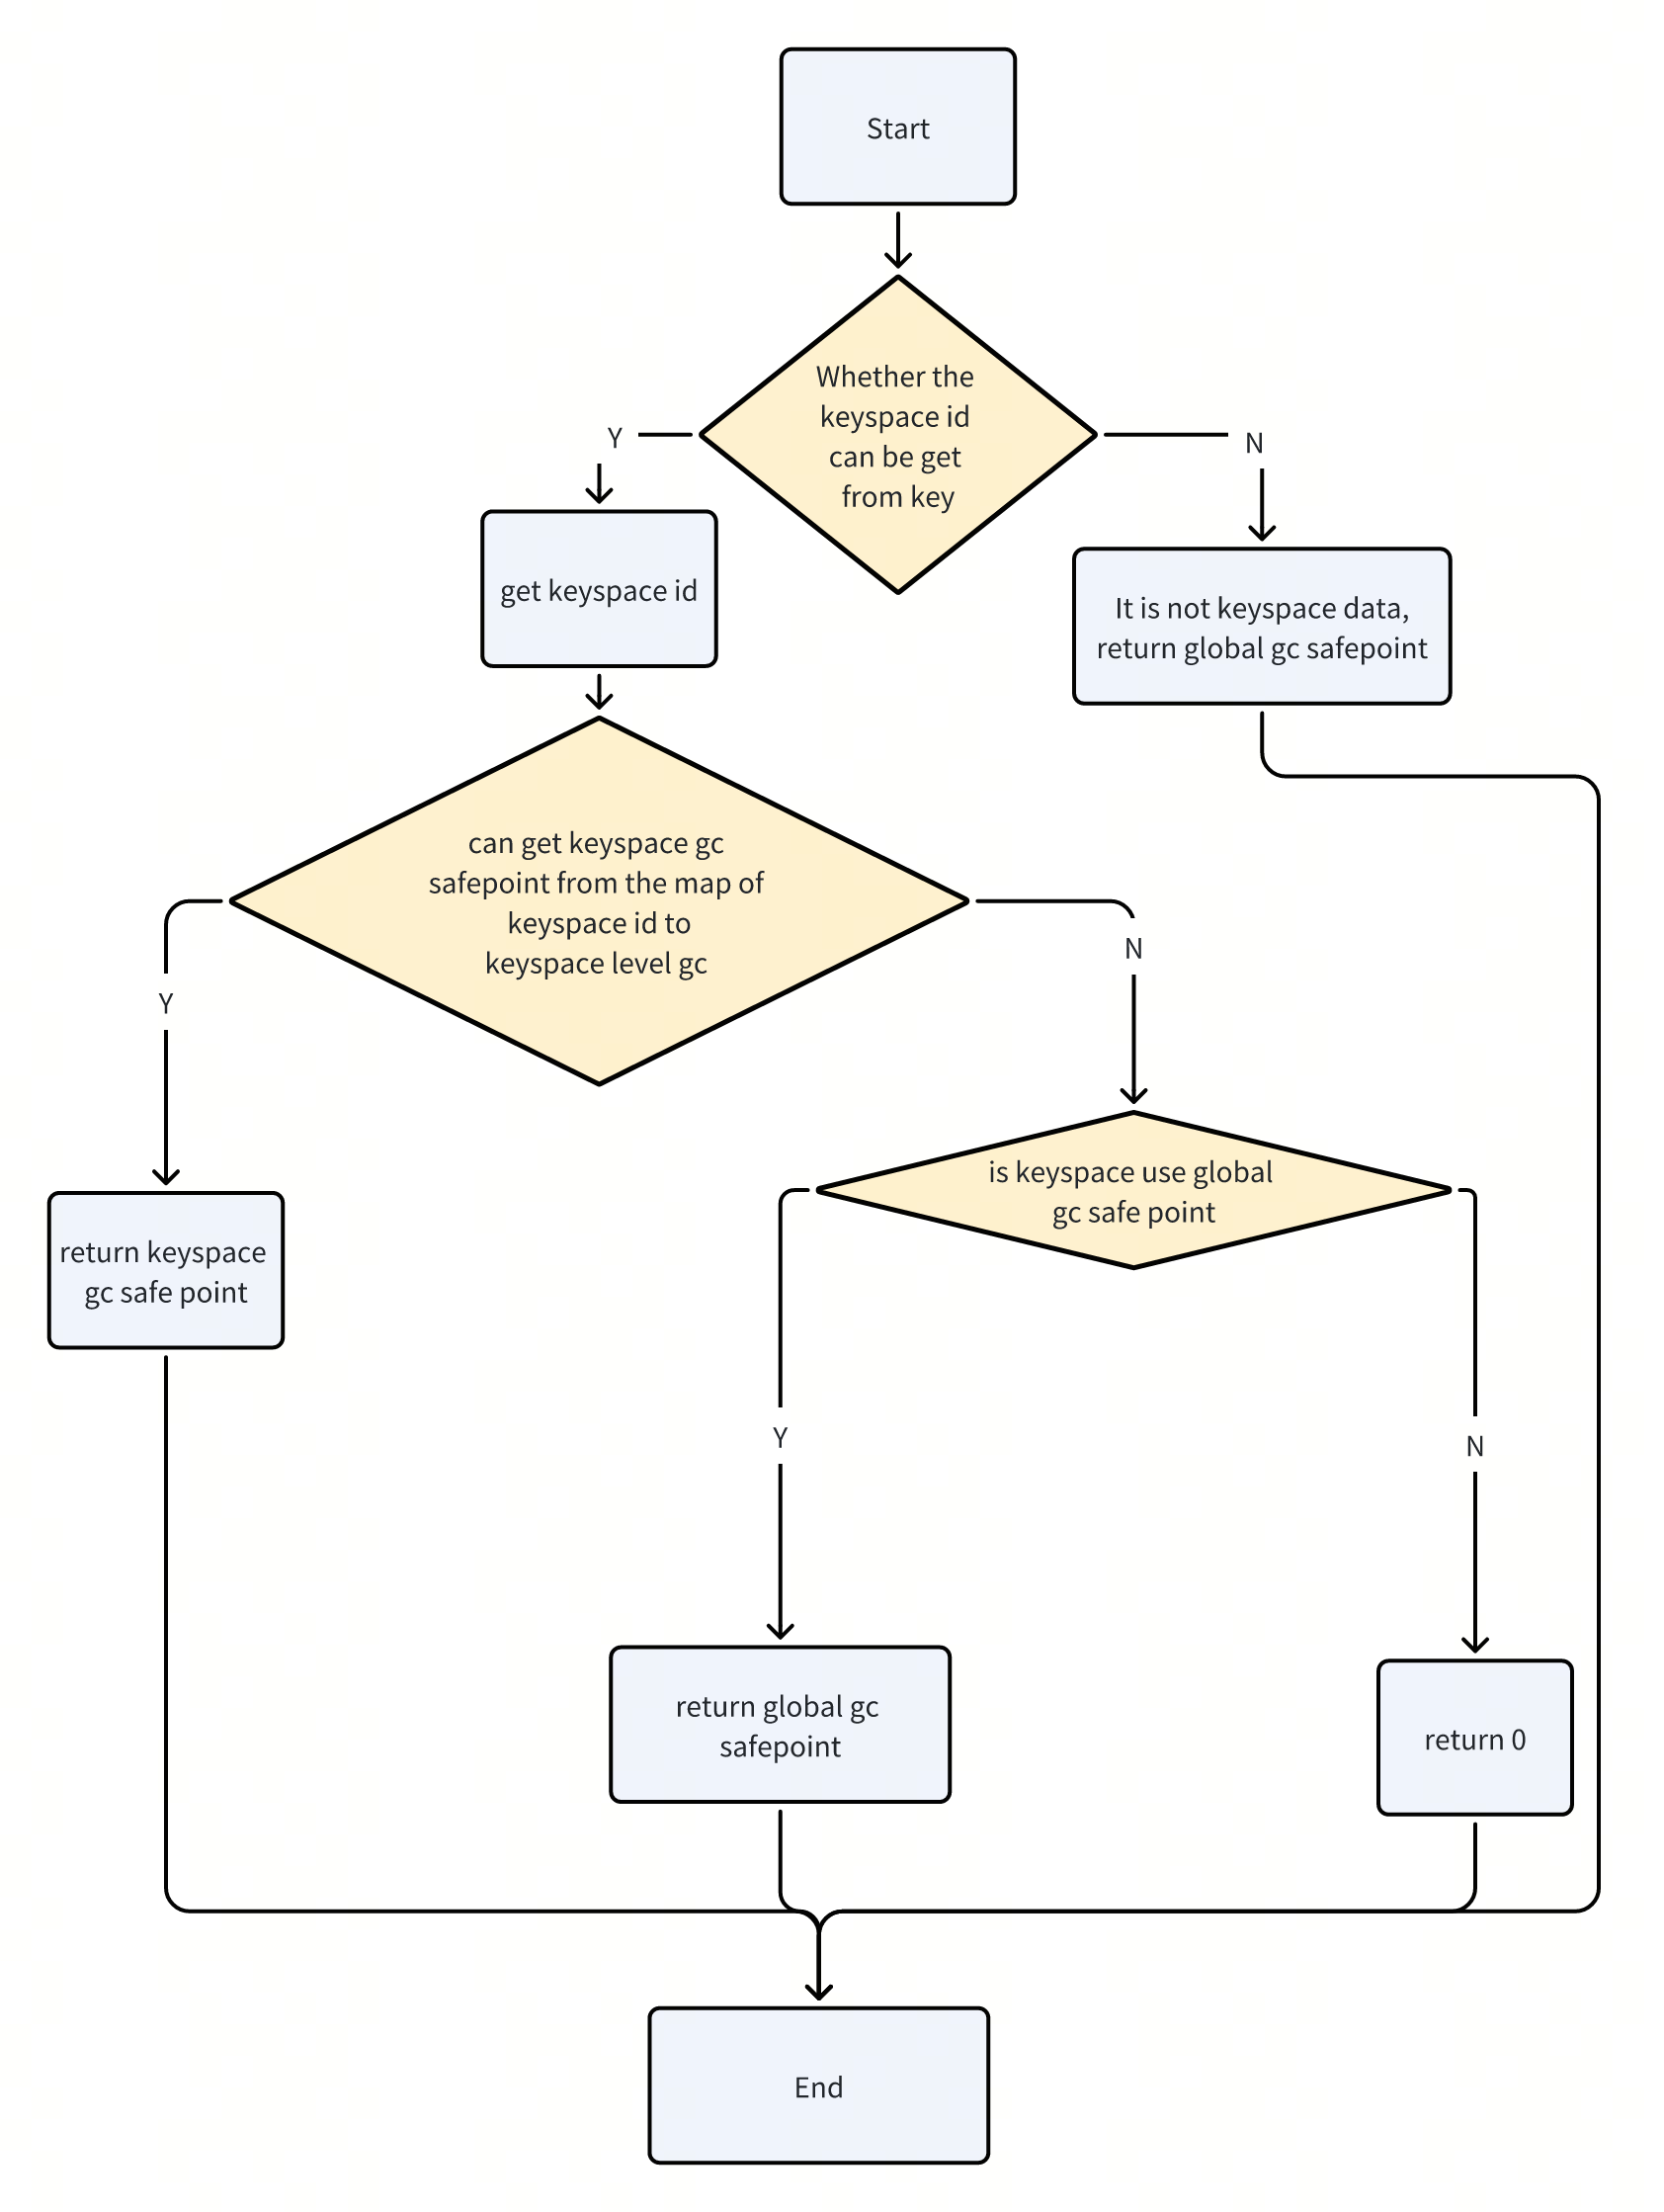 Start
Whether the
keyspace id
can be get
from key
Y
N
get keyspace id
It is not keyspace data,
return global gc safepoint
can get keyspace gc
safepoint from the map of
keyspace id to
keyspace level gc
Y
N
is keyspace use global
gc safe point
return keyspace
gc safe point
Y
N
return global gc
safepoint
return 0
End